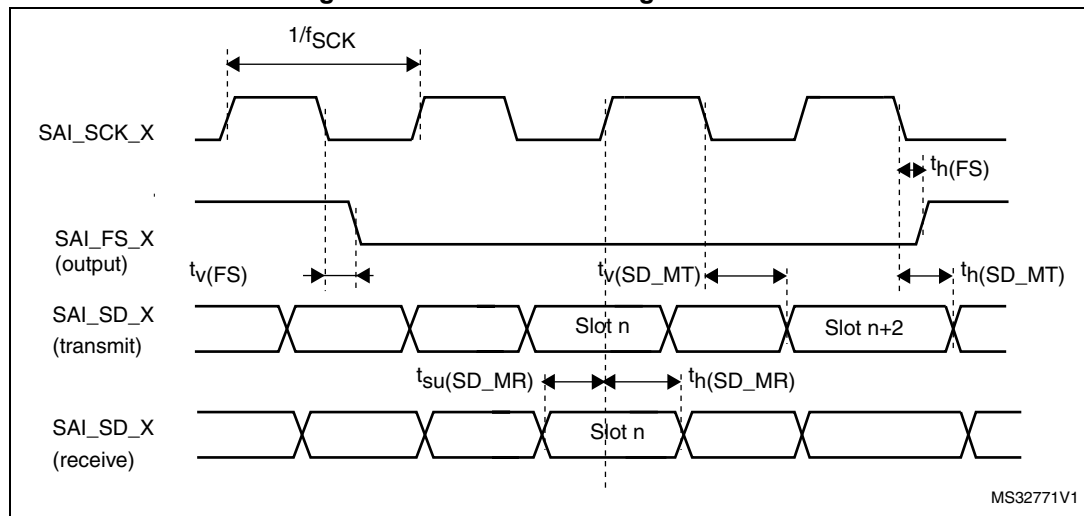 1/fSCK
SAI_SCK_X
th(FS)
SAI_FS_X
(output)
tv(FS)
tv(SD_MT)
th(SD_MT)
SAI_SD_X
(transmit)
Slot n
Slot n+2
tsu(SD_MR)
th(SD_MR)
SAI_SD_X
(receive)
Slot n
MS32771V1